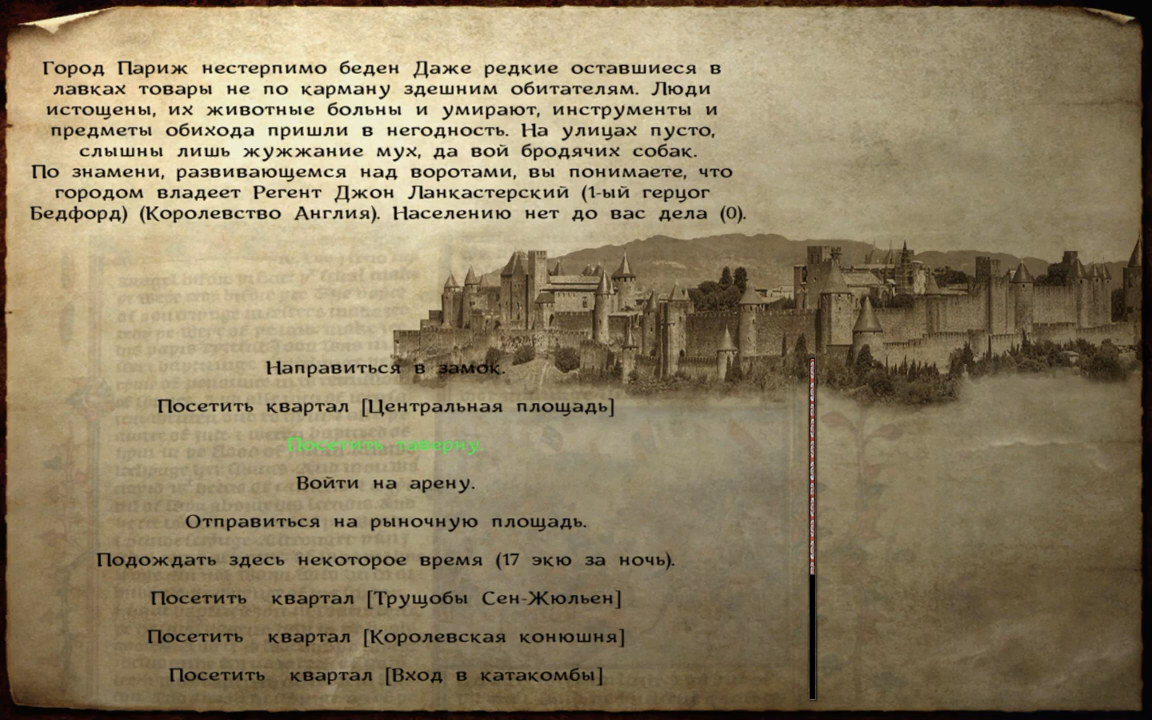 Город Париж нестерпимо беден Даже редкие оставшиеся в
лавках товары не по карману здешним обитателям. Люди
истощены, их животные больны и умирают, инструменты и
предметы обихода пришли в негодность. На улицах пусто,
слышны лишь жужжание мух, да вой бродячих собак.
По знамени, развивающемся над воротами, вы понимаете, что
городом владеет Регент Джон Ланкастерский (1-ый герцог
Бедфорд) (Королевство Англия). Населению нет до вас дела (0).
Направиться в замок.
Посетить квартал [Центральная площадь]
Посетить таверну.
Войти на арену.
Отправиться на рыночную площадь.
Подождать здесь некоторое время (17 экю за ночь).
Посетить квартал [Трущобы Сен-Жюльен]
Посетить квартал [Королевская конюшня]
Посетить квартал [Вход в катакомбы]